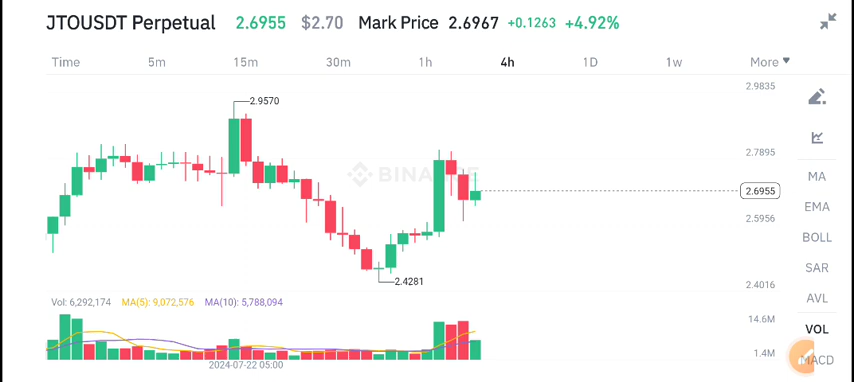 JTOUSDT Perpetual 2.6955 $2.70 Mark Price 2.6967 +0.1263 +4.92%
Time 5m 15m 30m 1h 4h 1D 1w More
2.9835
2.9570
2.7895
BINANCE
2.6955
2.5956
2.4281
2.4016
MA
EMA
BOLL
SAR
AVL
VOL
MACD
Vol: 6,292,174 MA(5): 9,072,576 MA(10): 5,788,094
14.6M
1.4M
2024-07-22 05:00